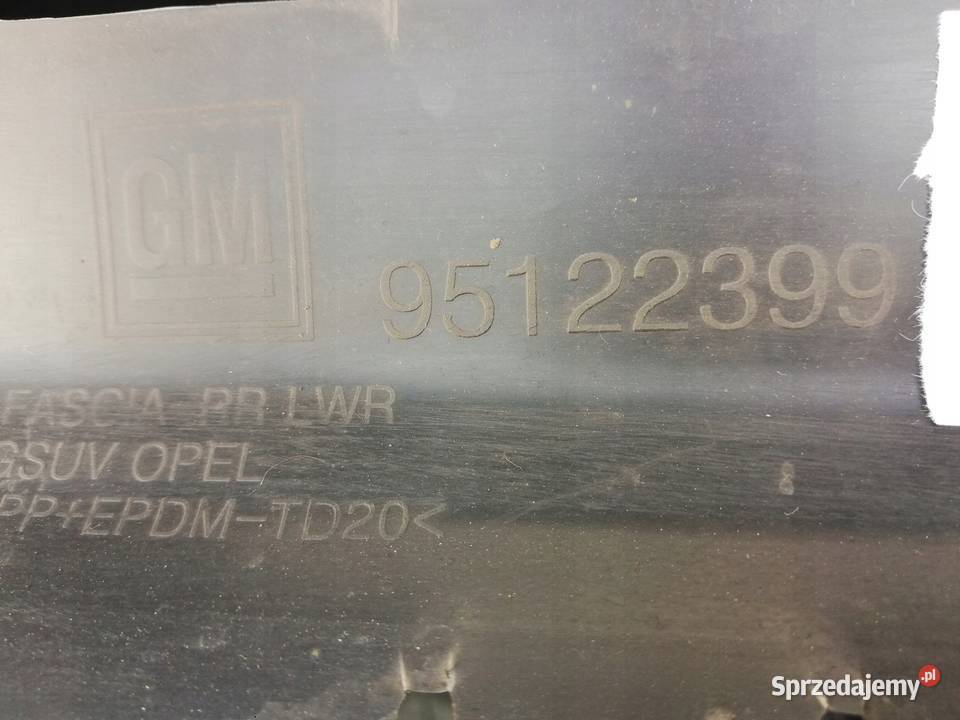 GM
95122399
FASCIA RR LWR
GSUV OPEL
PP+EPDM-TD20<
Sprzedajemy.pl